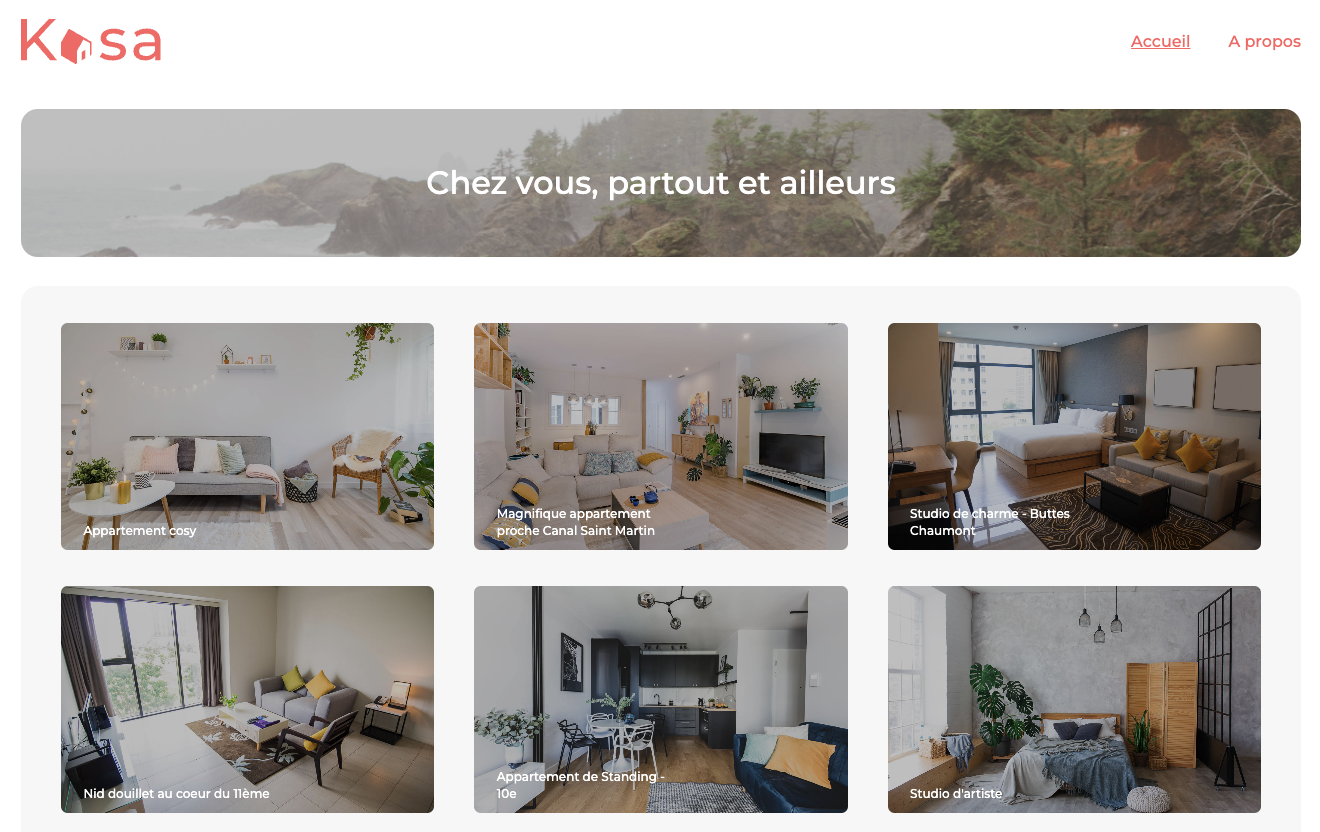 Kasa
Accueil
A propos
Chez vous, partout et ailleurs
Appartement cosy
Magnifique appartement
proche Canal Saint Martin
Studio de charme - Buttes
Chaumont
Nid douillet au coeur du 11ème
Appartement de Standing -
10e
Studio d'artiste